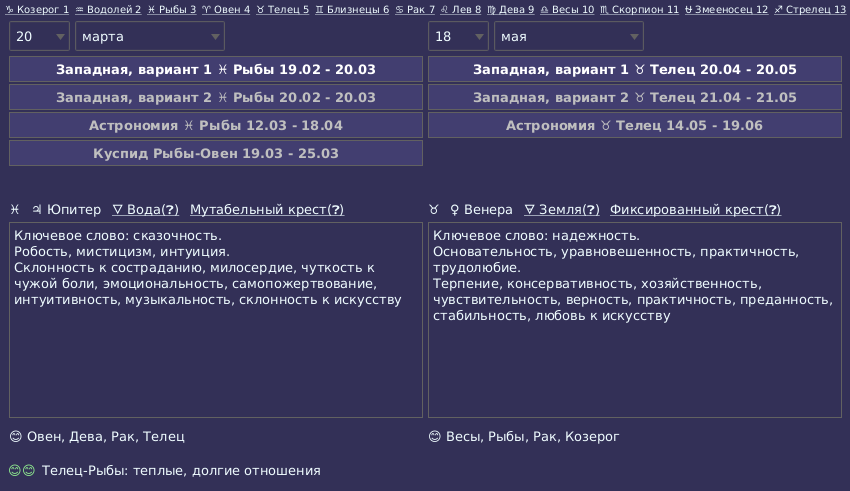 ♑ Козерог 1 ♒ Водолей 2 ♓ Рыбы 3 ♈ Овен 4 ♉ Телец 5 ♊ Близнецы 6 ♋ Рак 7 ♌ Лев 8 ♍ Дева 9 ♎ Весы 10 ♏ Скорпион 11 ⛎ Змееносец 12 ♐ Стрелец 13
20 марта 18 мая
Западная, вариант 1 ♓ Рыбы 19.02 - 20.03
Западная, вариант 2 ♓ Рыбы 20.02 - 20.03
Астрономия ♓ Рыбы 12.03 - 18.04
Куспид Рыбы-Овен 19.03 - 25.03
Западная, вариант 1 ♉ Телец 20.04 - 20.05
Западная, вариант 2 ♉ Телец 21.04 - 21.05
Астрономия ♉ Телец 14.05 - 19.06
♓ ♃ Юпитер 🜄 Вода(?) Мутабельный крест(?)
Ключевое слово: сказочность.
Робость, мистицизм, интуиция.
Склонность к состраданию, милосердие, чуткость к
чужой боли, эмоциональность, самопожертвование,
интуитивность, музыкальность, склонность к искусству
😊 Овен, Дева, Рак, Телец
♉ ♀ Венера 🜃 Земля(?) Фиксированный крест(?)
Ключевое слово: надежность.
Основательность, уравновешенность, практичность,
трудолюбие.
Терпение, консервативность, хозяйственность,
чувствительность, верность, практичность, преданность,
стабильность, любовь к искусству
😊 Весы, Рыбы, Рак, Козерог
😊😊 Телец-Рыбы: теплые, долгие отношения